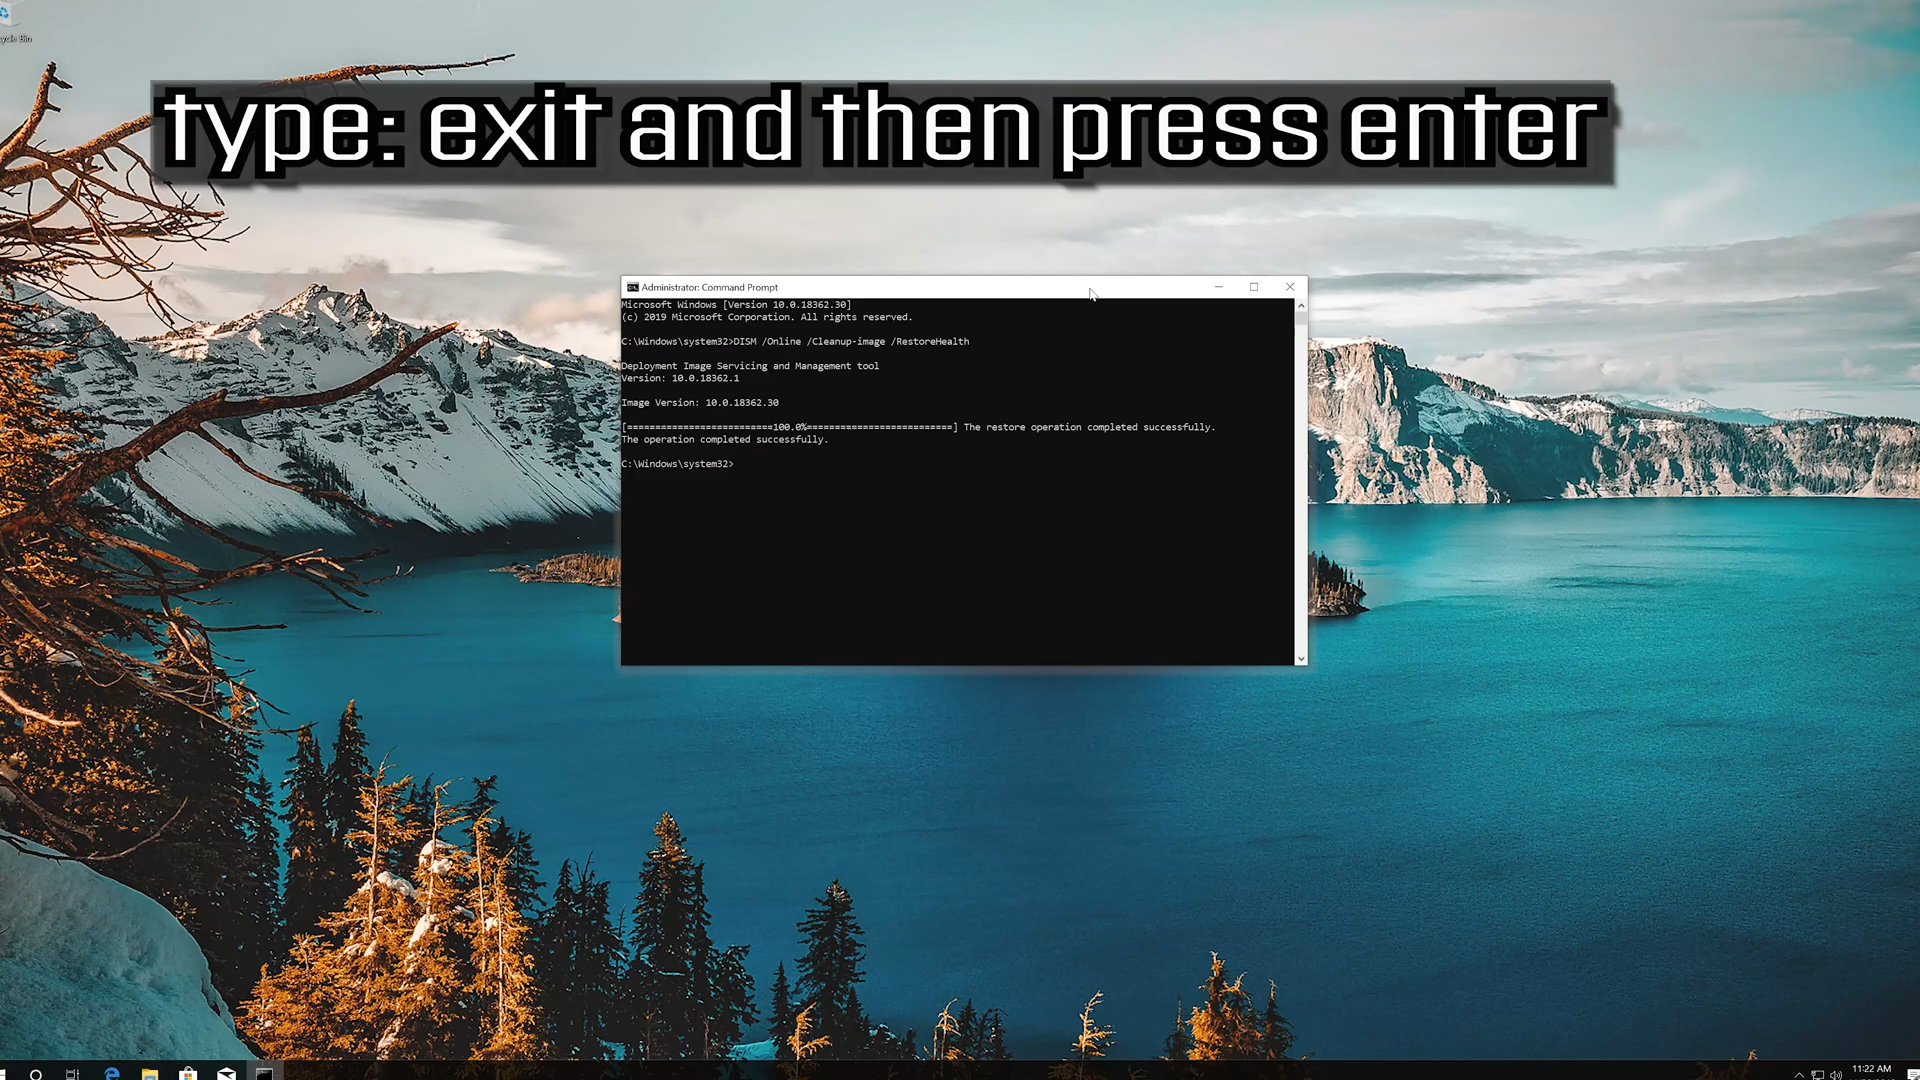 ycle Bin
type: exit and then press enter
Administrator: Command Prompt
Microsoft Windows [Version 10.0.18362.30]
(c) 2019 Microsoft Corporation. All rights reserved.
C:\Windows\system32>DISM /Online /Cleanup-image /RestoreHealth
Deployment Image Servicing and Management tool
Version: 10.0.18362.1
Image Version: 10.0.18362.30
[==========================100.0%==========================] The restore operation completed successfully.
The operation completed successfully.
C:\Windows\system32>
11:22 AM